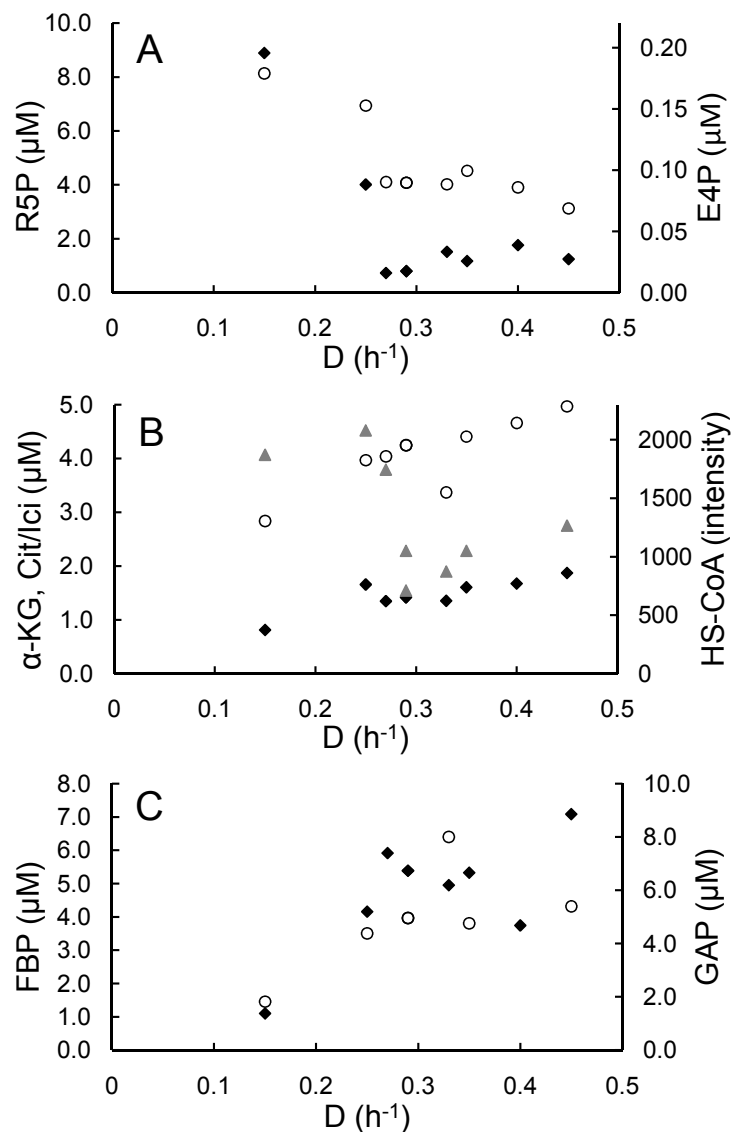 A
R5P (µM)
E4P (µM)
10.0
8.0
6.0
4.0
2.0
0.0
0.20
0.15
0.10
0.05
0.00
0 0.1 0.2 0.3 0.4 0.5
D (h-1)
B
α-KG, Cit/Ici (µM)
HS-CoA (intensity)
5.0
4.0
3.0
2.0
1.0
0.0
2000
1500
1000
500
0
0 0.1 0.2 0.3 0.4 0.5
D (h-1)
C
FBP (µM)
GAP (µM)
8.0
7.0
6.0
5.0
4.0
3.0
2.0
1.0
0.0
10.0
8.0
6.0
4.0
2.0
0.0
0 0.1 0.2 0.3 0.4 0.5
D (h-1)